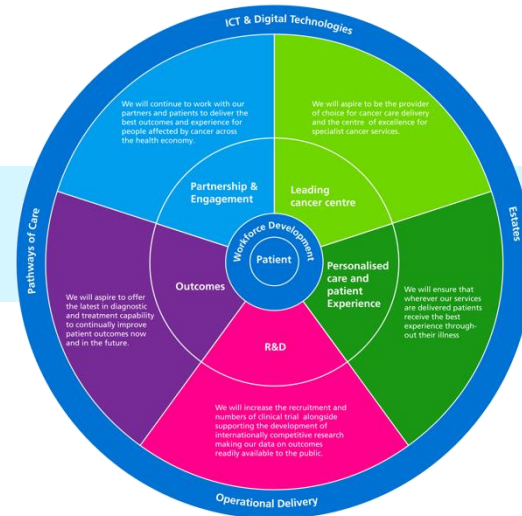 ICT & Digital Technologies
We will continue to work with our
partners and patients to deliver the
best outcomes and experience for
people affected by cancer across
the health economy.
Partnership &
Engagement
We will aspire to be the provider
of choice for cancer care delivery
and the centre of excellence for
specialist cancer services.
Leading
cancer centre
Pathways of Care
Estates
Workforce Development
Patient
Outcomes
We will aspire to offer
the latest in diagnostic
and treatment capability
to continually improve
patient outcomes now
and in the future.
Personalised
care and
patient
Experience
We will ensure that
wherever our services
are delivered patients
receive the best
experience through-
out their illness
R&D
We will increase the recruitment and
numbers of clinical trial alongside
supporting the development of
internationally competitive research
making our data on outcomes
readily available to the public.
Operational Delivery